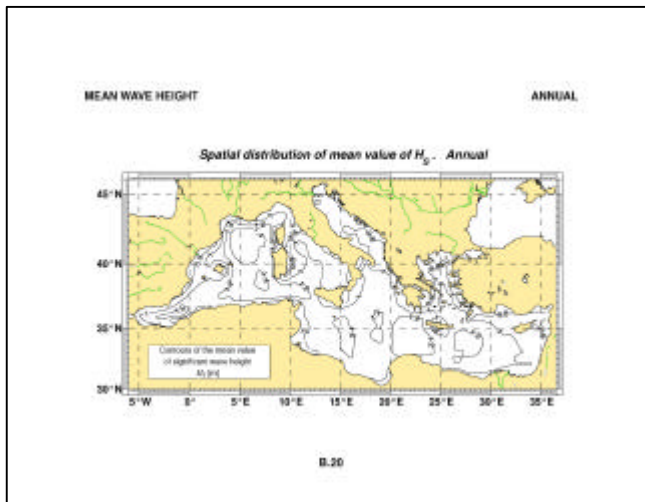 MEAN WAVE HEIGHT
ANNUAL
Spatial distribution of mean value of HS. Annual
45°N
40°N
35°N
30°N
Contours of the mean value
of significant wave height
[m]
5°W 0° 5°E 10°E 15°E 20°E 25°E 30°E 35°E
B.20